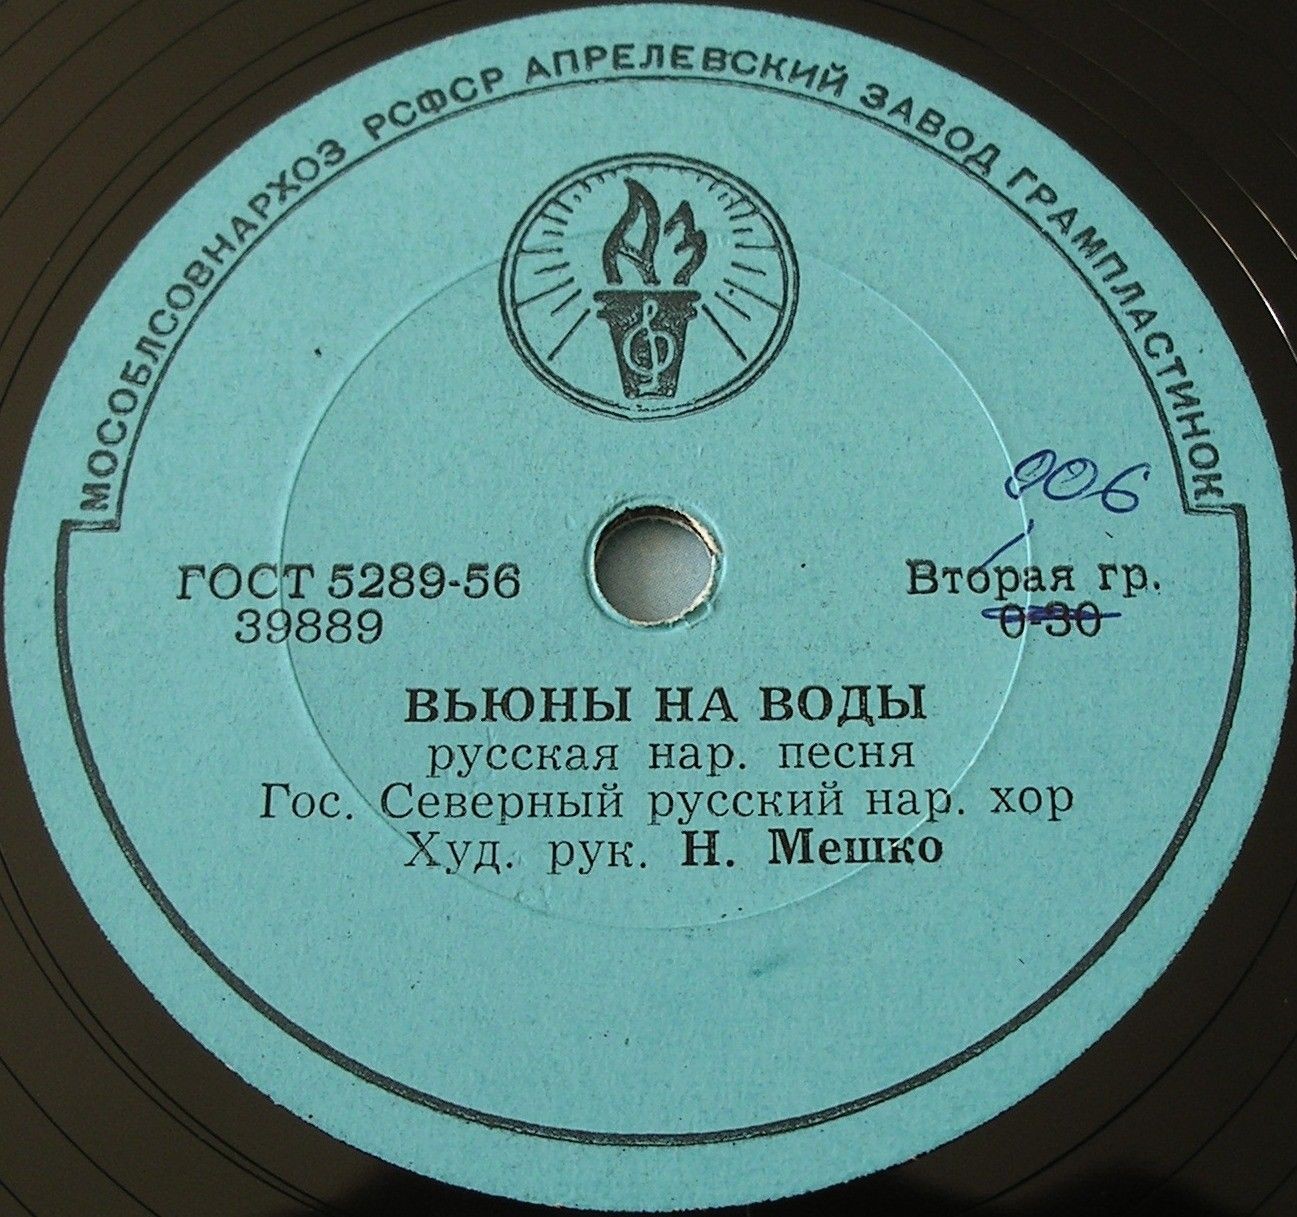 МОСОБЛСОВНАРХОЗ РСФСР АПРЕЛЕВСКИЙ ЗАВОД ГРАМПЛАСТИНОК
АЗ
906
ГОСТ 5289-56 Вторая гр.
39889 0-30
ВЬЮНЫ НА ВОДЫ
русская нар. песня
Гос. Северный русский нар. хор
Худ. рук. Н. Мешко